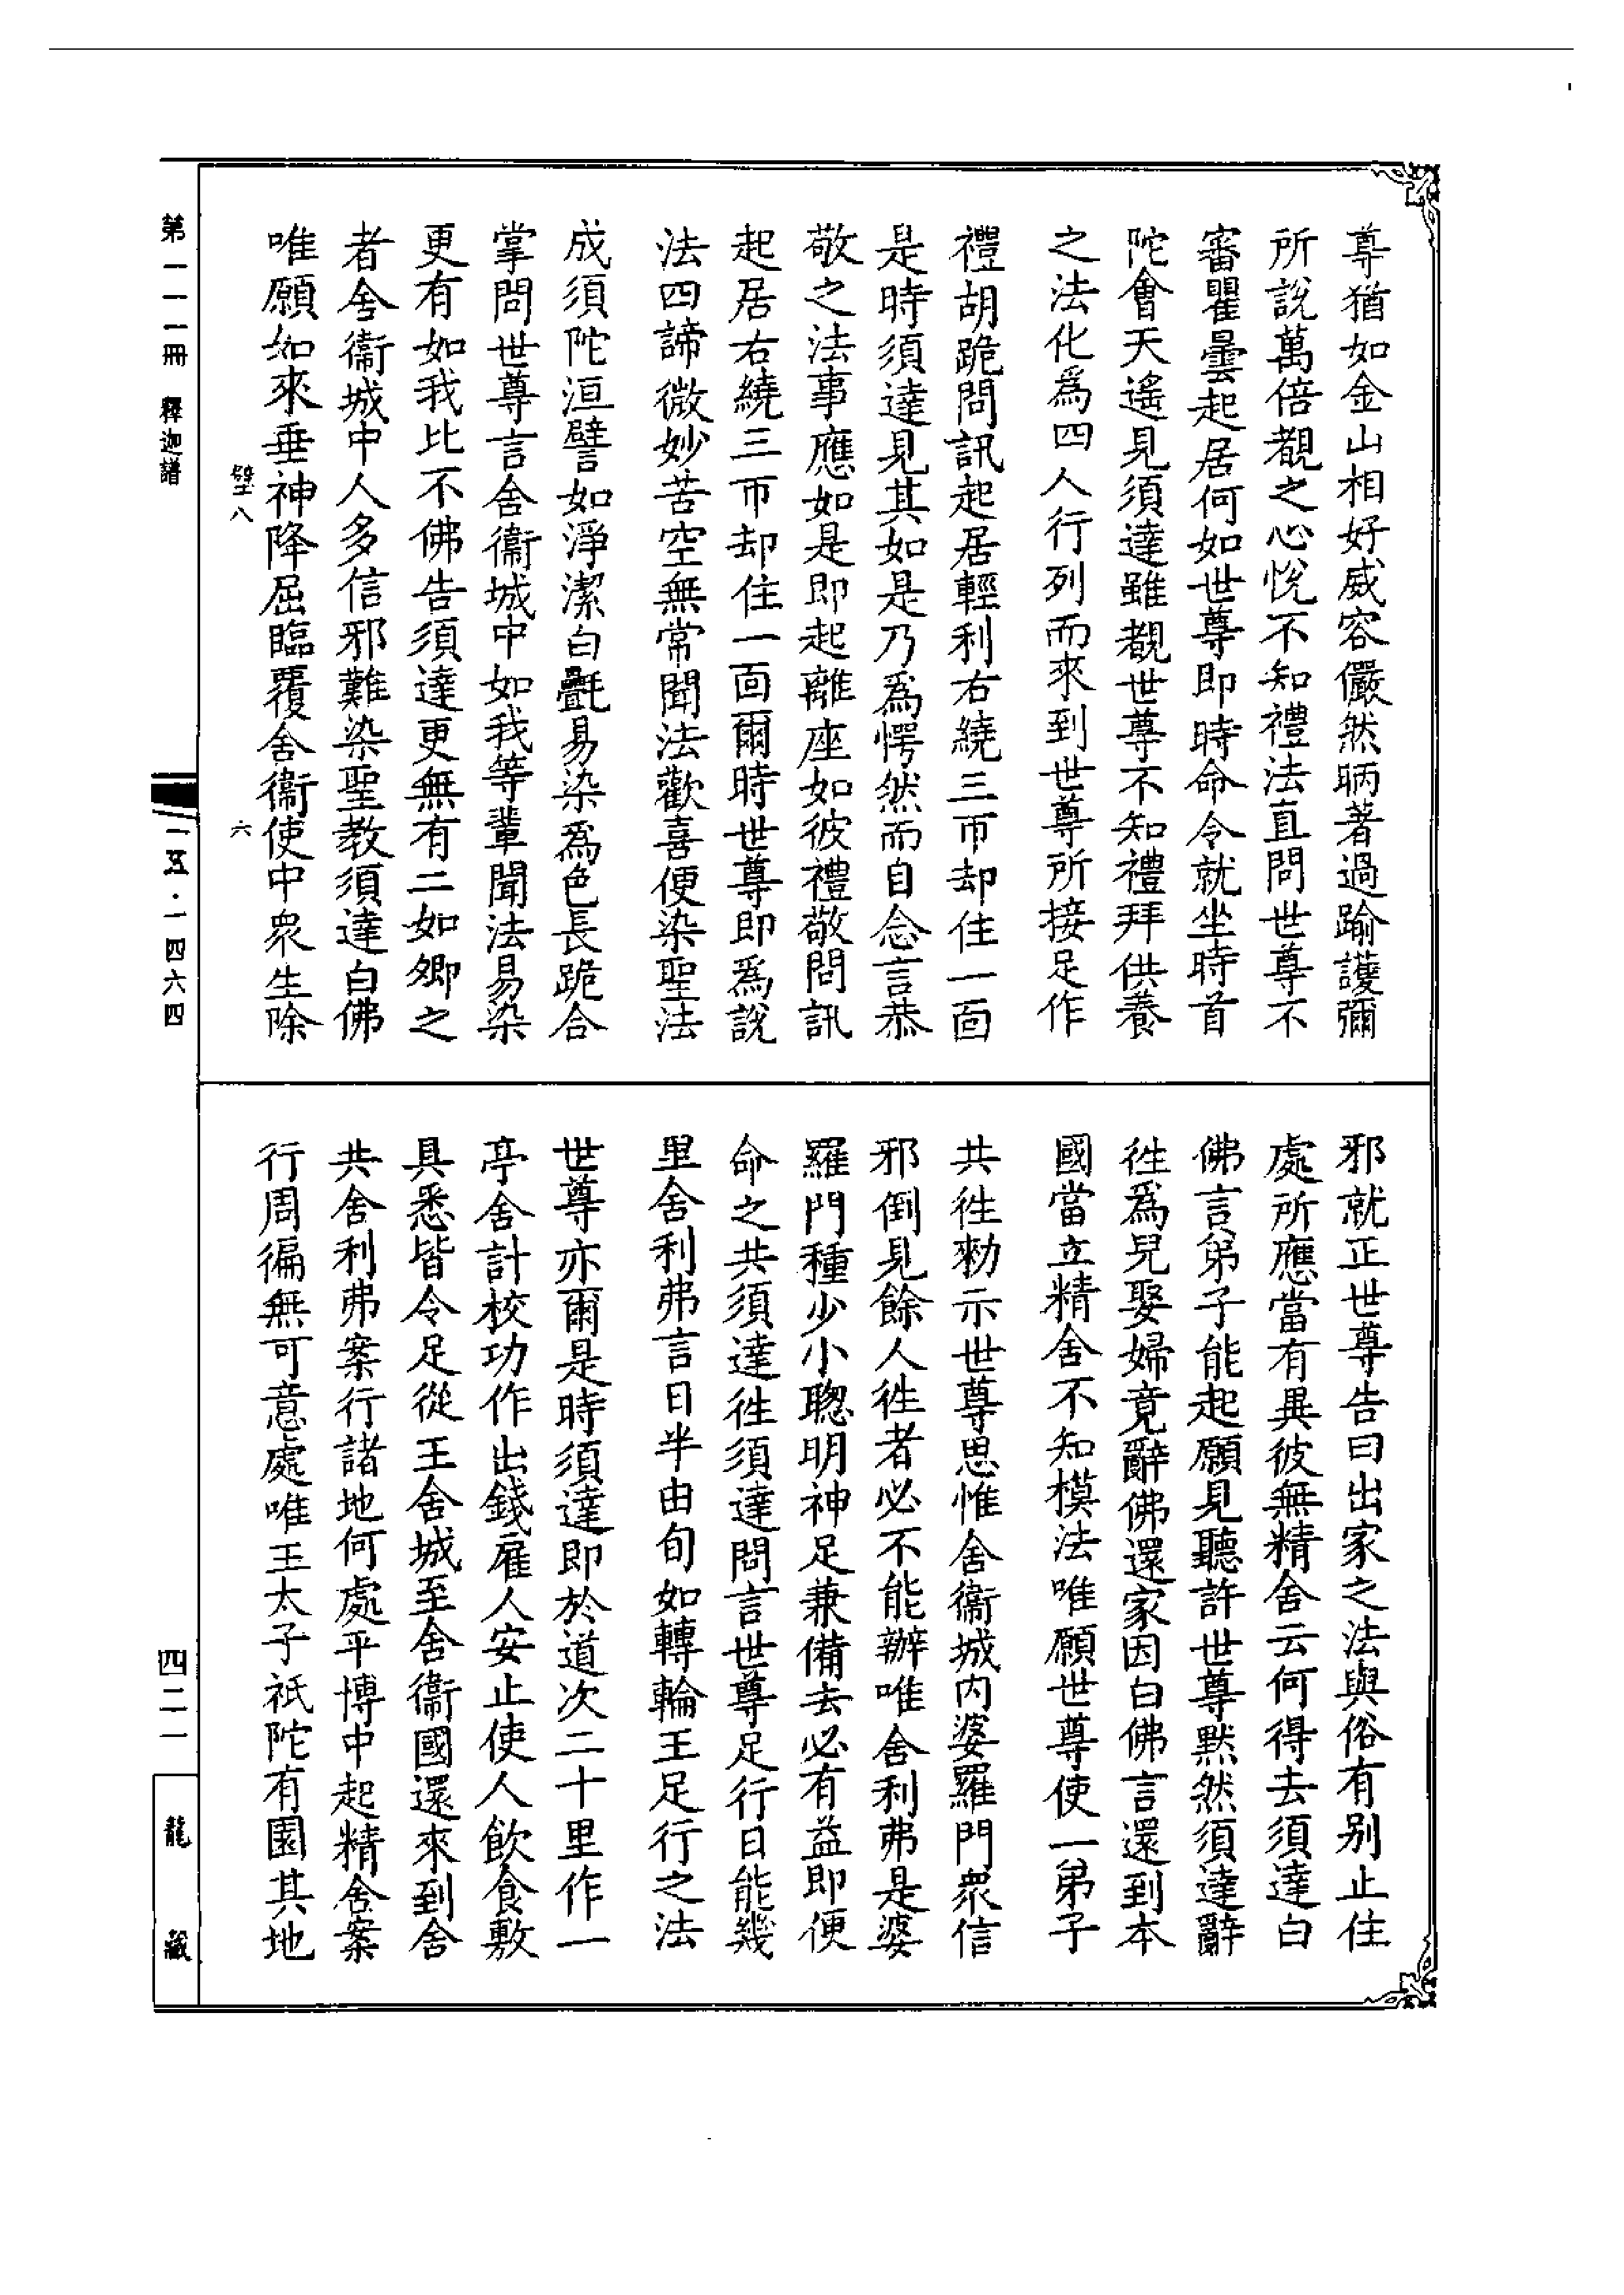 尊猶如金山相好威容儼然昞著過踰護彌
所說萬倍覩之心悅不知禮法直問世尊不
審瞿曇起居何如世尊即時命令就坐時首
陀會天遙見須達雖覩世尊不知禮拜供養
之法化為四人行列而來到世尊所接足作
禮胡跪問訊起居輕利右繞三帀却住一面
是時須達見其如是乃為愕然而自念言恭
敬之法事應如是即起離座如彼禮敬問訊
起居右繞三帀却住一面爾時世尊即為說
法四諦微妙苦空無常聞法歡喜便染聖法
成須陀洹譬如淨潔白氎易染為色長跪合
掌問世尊言舍衞城中如我等輩聞法易染
更有如我比不佛告須達更無有二如卿之
者舍衞城中人多信邪難染聖教須達白佛
唯願如來垂神降屈臨覆舍衞使中眾生除
邪就正世尊告曰出家之法與俗有別止住
處所應當有異彼無精舍云何得去須達白
佛言弟子能起願見聽許世尊默然須達辭
徃為兒娶婦竟辭佛還家因白佛言還到本
國當立精舍不知模法唯願世尊使一弟子
共徃勑示世尊思惟舍衞城內婆羅門眾信
邪倒見餘人徃者必不能辦唯舍利弗是婆
羅門種少小聰明神足兼備去必有益即便
命之共須達徃須達問言世尊足行日能幾
里舍利弗言日半由旬如轉輪王足行之法
世尊亦爾是時須達即於道次二十里作一
亭舍計校功作出錢雇人安止使人飲食敷
具悉皆令足從王舍城至舍衞國還來到舍
共舍利弗案行諸地何處平博中起精舍案
行周徧無可意處唯王太子祇陀有園其地
壁八
六
第一一一冊 釋迦譜
一五·一四六四
四二一
龍藏